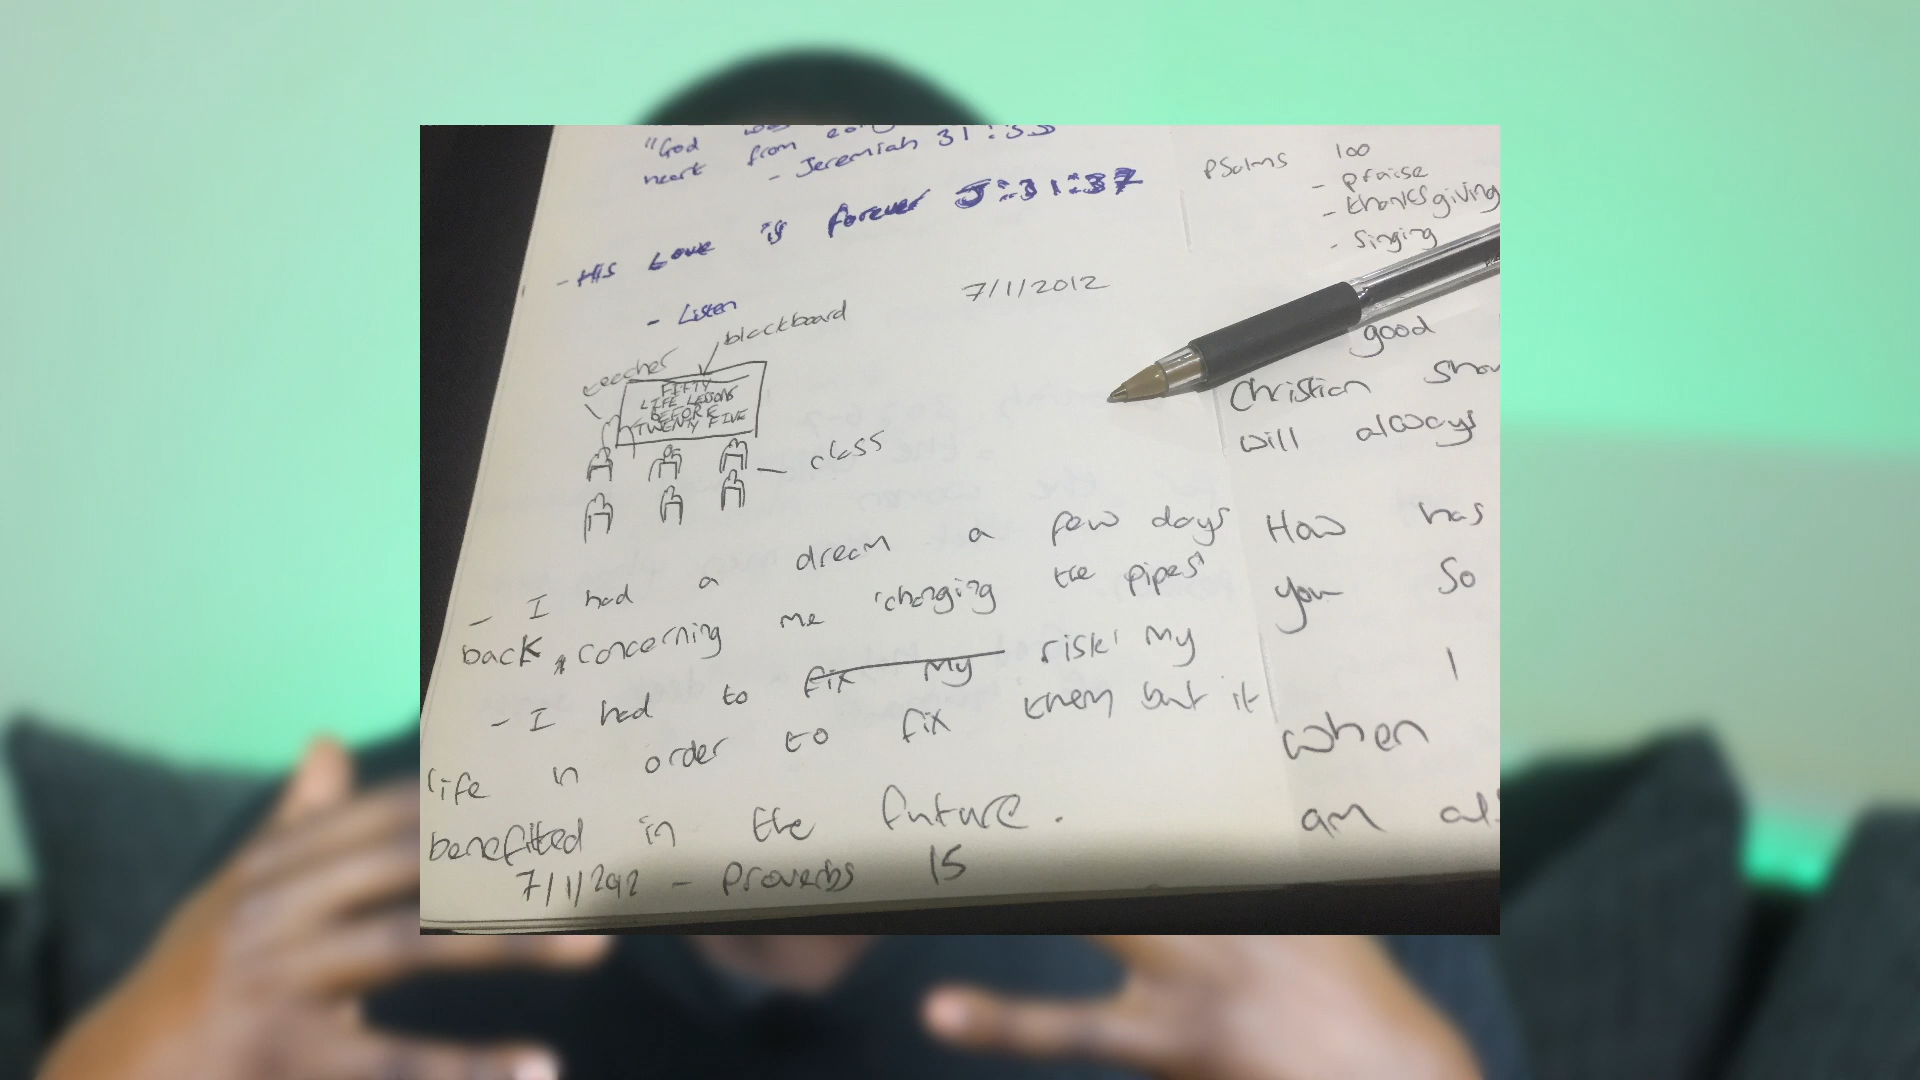 "God
heart from
- Jeremiah 31:33
- His Love is forever J:31:37
- Listen
7/1/2012
teacher
blackboard
FIFTY
LIFE LESSONS
BEFORE
TWENTY FIVE
class
- I had a dream a few days
back, concerning me 'changing the pipes'
- I had to fix my risk' my
life in order to fix them but it
benefitted in the future.
7/1/2012 - Proverbs 15
Psalms 100
- praise
- thanksgiving
- singing
good
Christian
will always
How has
you so
I
when
am